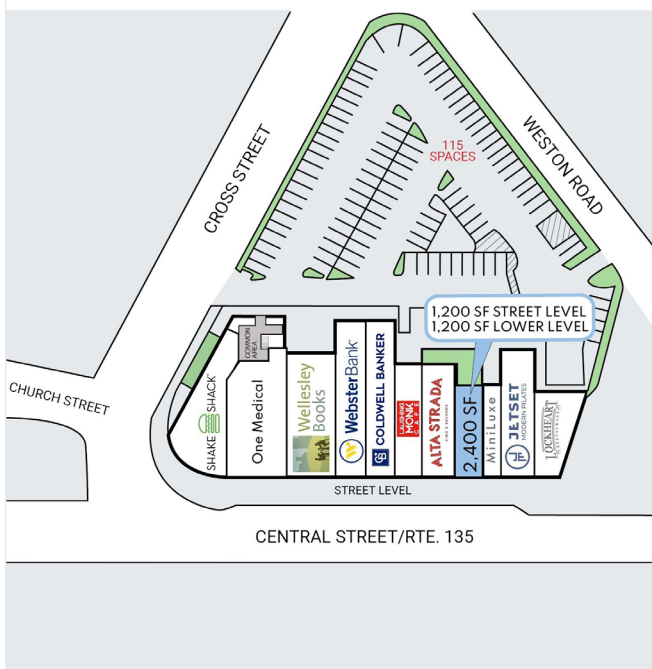 CROSS STREET
WESTON ROAD
115
SPACES
1,200 SF STREET LEVEL
1,200 SF LOWER LEVEL
CHURCH STREET
COMMON
AREA
SHAKE SHACK
One Medical
Wellesley
Books
WebsterBank
COLDWELL BANKER
CB
LAUGHING
MONK
ALTA STRADA
2,400 SF
MiniLuxe
JETSET
MODERN PILATES
LOCKHEART
STREET LEVEL
CENTRAL STREET/RTE. 135